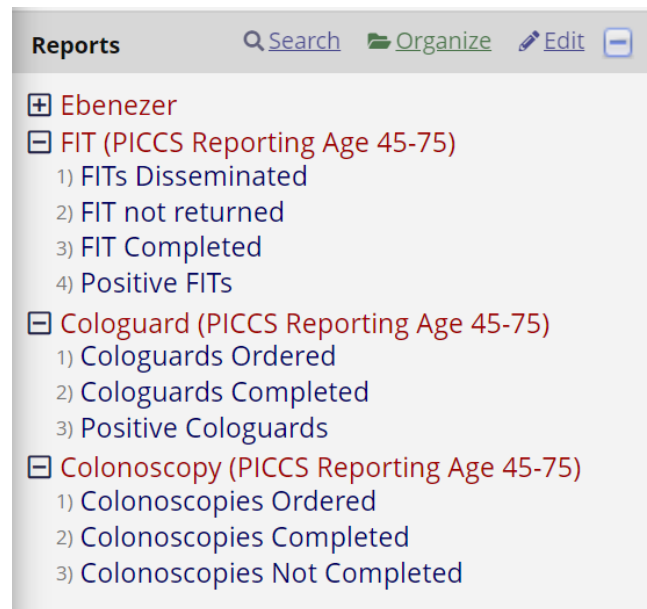 Reports Search Organize Edit
Ebenezer
FIT (PICCS Reporting Age 45-75)
1) FITs Disseminated
2) FIT not returned
3) FIT Completed
4) Positive FITs
Cologuard (PICCS Reporting Age 45-75)
1) Cologuards Ordered
2) Cologuards Completed
3) Positive Cologuards
Colonoscopy (PICCS Reporting Age 45-75)
1) Colonoscopies Ordered
2) Colonoscopies Completed
3) Colonoscopies Not Completed